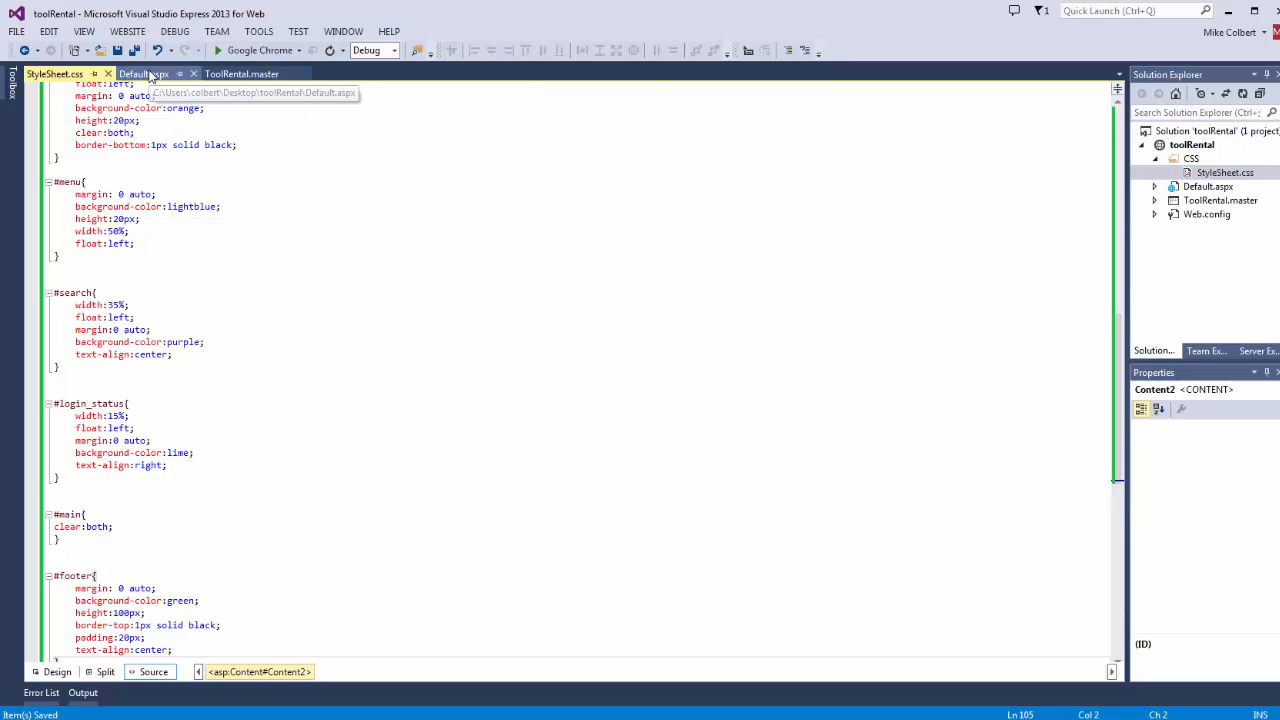 toolRental - Microsoft Visual Studio Express 2013 for Web
Quick Launch (Ctrl+Q)
FILE EDIT VIEW WEBSITE DEBUG TEAM TOOLS TEST WINDOW HELP
Mike Colbert
Google Chrome
Debug
Toolbox
StyleSheet.css
Default.aspx
ToolRental.master
C:\Users\colbert\Desktop\toolRental\Default.aspx
float:left;
margin: 0 auto;
background-color:orange;
height:20px;
clear:both;
border-bottom:1px solid black;
}
#menu{
margin: 0 auto;
background-color:lightblue;
height:20px;
width:50%;
float:left;
}
#search{
width:35%;
float:left;
margin:0 auto;
background-color:purple;
text-align:center;
}
#login_status{
width:15%;
float:left;
margin:0 auto;
background-color:lime;
text-align:right;
}
#main{
clear:both;
}
#footer{
margin: 0 auto;
background-color:green;
height:100px;
border-top:1px solid black;
padding:20px;
text-align:center;
}
Design
Split
Source
<asp:Content#Content2>
Error List
Output
Item(s) Saved
Ln 105
Col 2
Ch 2
INS
Solution Explorer
Search Solution Explorer (Ctrl+;
Solution 'toolRental' (1 project
toolRental
CSS
StyleSheet.css
Default.aspx
ToolRental.master
Web.config
Solution...
Team Ex...
Server Ex...
Properties
Content2 <CONTENT>
(ID)